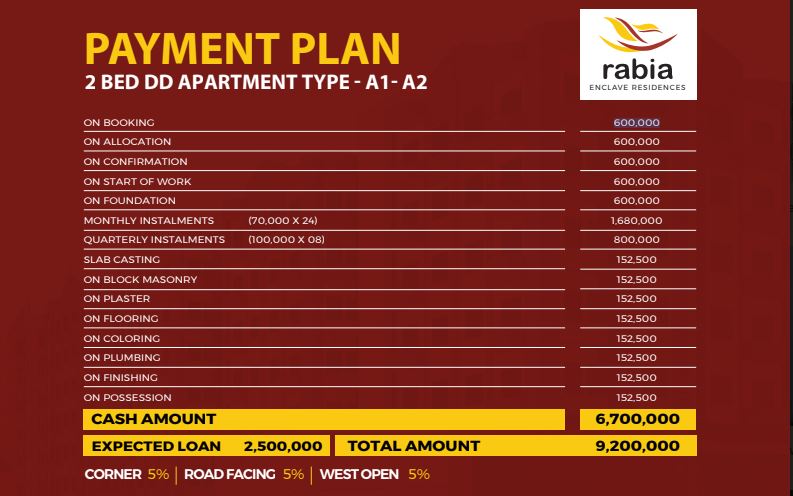 PAYMENT PLAN
2 BED DD APARTMENT TYPE - A1- A2
rabia
ENCLAVE RESIDENCES
ON BOOKING 600,000
ON ALLOCATION 600,000
ON CONFIRMATION 600,000
ON START OF WORK 600,000
ON FOUNDATION 600,000
MONTHLY INSTALMENTS (70,000 X 24) 1,680,000
QUARTERLY INSTALMENTS (100,000 X 08) 800,000
SLAB CASTING 152,500
ON BLOCK MASONRY 152,500
ON PLASTER 152,500
ON FLOORING 152,500
ON COLORING 152,500
ON PLUMBING 152,500
ON FINISHING 152,500
ON POSSESSION 152,500
CASH AMOUNT 6,700,000
EXPECTED LOAN 2,500,000 TOTAL AMOUNT 9,200,000
CORNER 5% | ROAD FACING 5% | WEST OPEN 5%